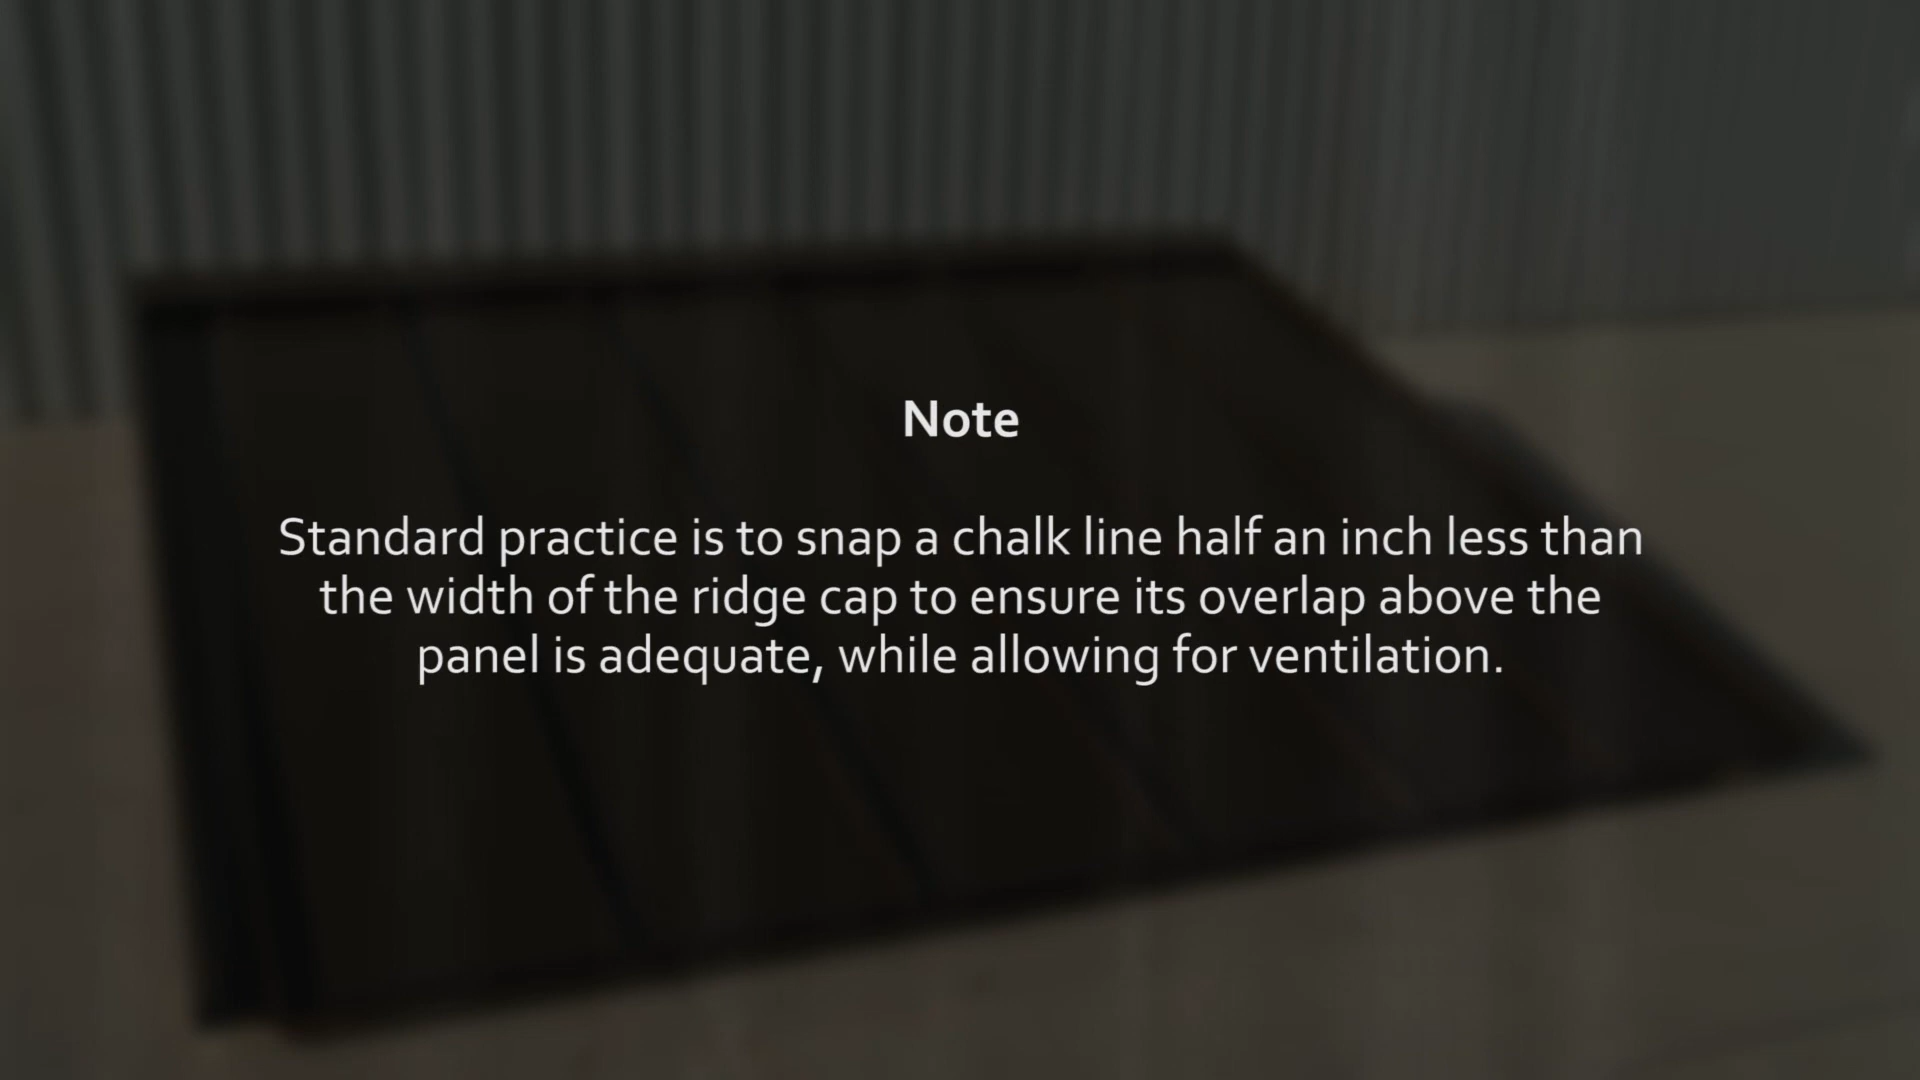 Note
Standard practice is to snap a chalk line half an inch less than
the width of the ridge cap to ensure its overlap above the
panel is adequate, while allowing for ventilation.